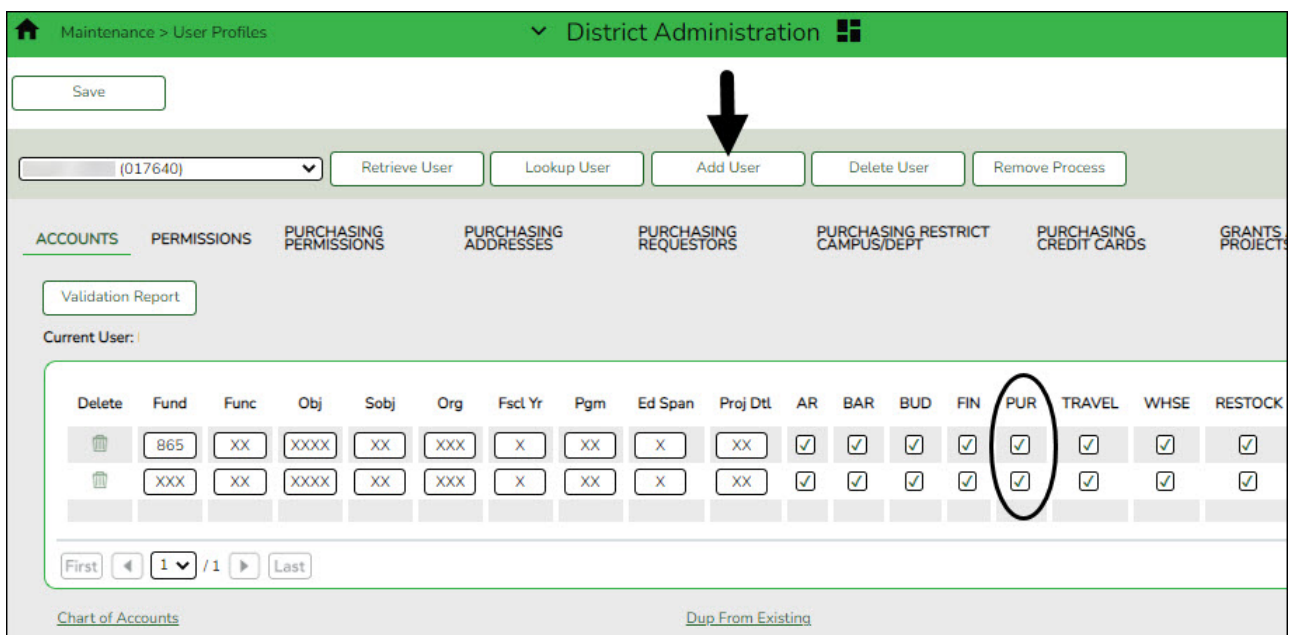 Maintenance > User Profiles District Administration
Save
(017640) Retrieve User Lookup User Add User Delete User Remove Process
ACCOUNTS PERMISSIONS PURCHASING PERMISSIONS PURCHASING ADDRESSES PURCHASING REQUESTORS PURCHASING RESTRICT CAMPUS/DEPT PURCHASING CREDIT CARDS GRANTS PROJECTS
Validation Report
Current User:
Delete Fund Func Obj Sobj Org Fscl Yr Pgm Ed Span Proj Dtl AR BAR BUD FIN PUR TRAVEL WHSE RESTOCK
865 XX XXXX XX XXX X XX X XX
XXX XX XXXX XX XXX X XX X XX
First 1 / 1 Last
Chart of Accounts Dup From Existing